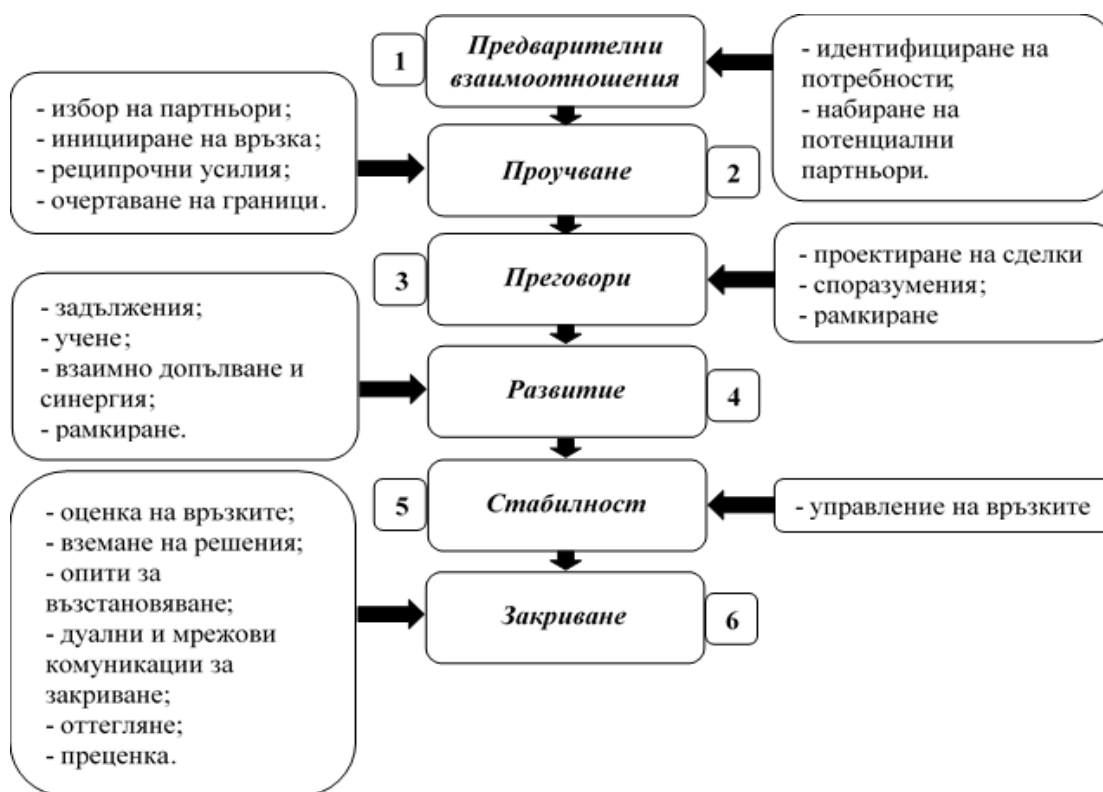 1
Предварителни
взаимоотношения
- идентифициране на
потребности;
- набиране на
потенциални
партньори.
- избор на партньори;
- иницииране на връзка;
- реципрочни усилия;
- очертаване на граници.
Проучване
2
3
Преговори
- проектиране на сделки
- споразумения;
- рамкиране
- задължения;
- учене;
- взаимно допълване и
синергия;
- рамкиране.
Развитие
4
5
Стабилност
- управление на връзките
- оценка на връзките;
- вземане на решения;
- опити за
възстановяване;
- дуални и мрежови
комуникации за
закриване;
- оттегляне;
- преценка.
Закриване
6